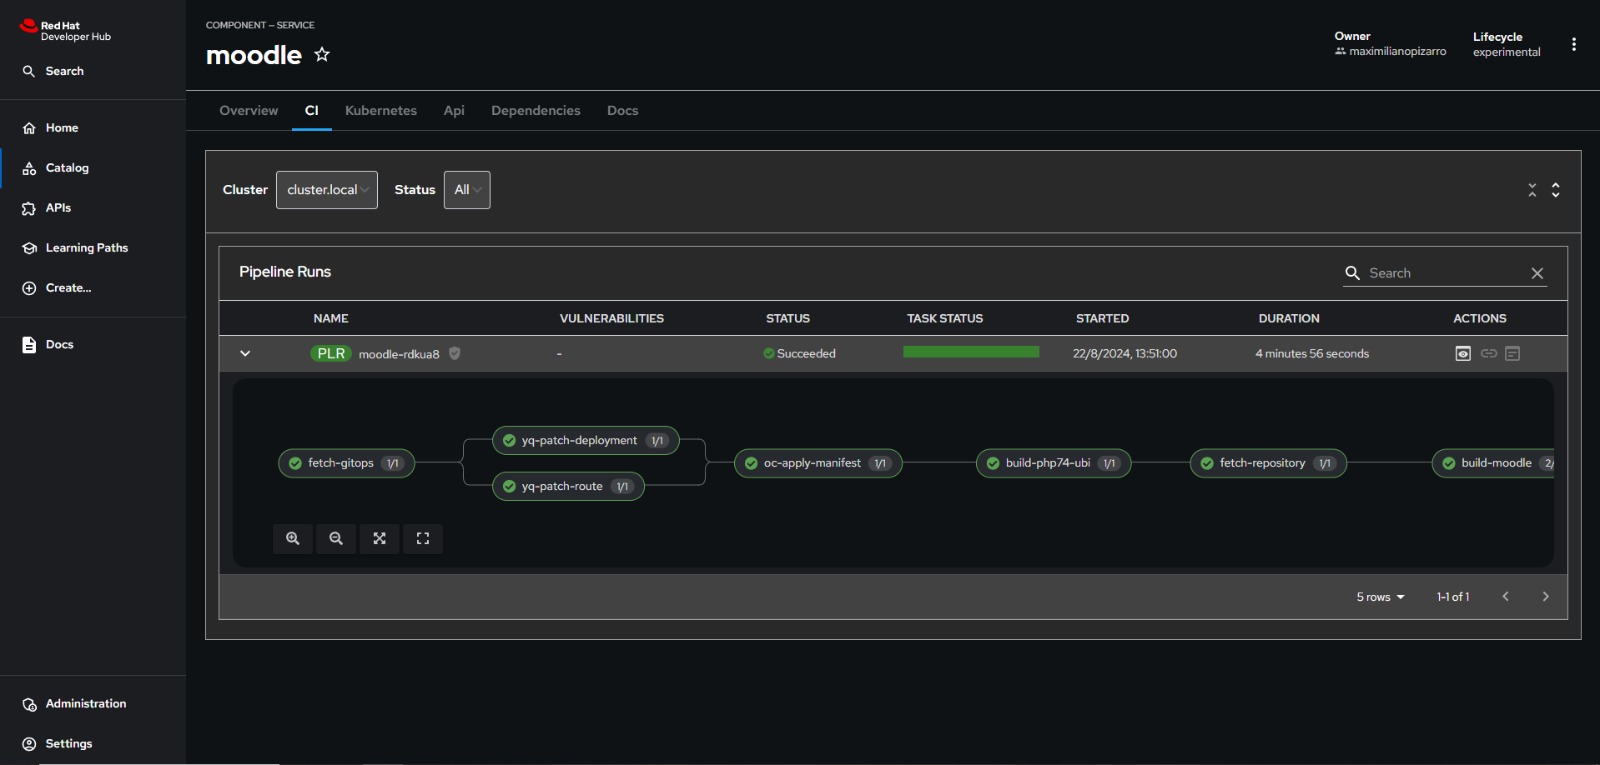 Red Hat
Developer Hub
Search
Home
Catalog
APIs
Learning Paths
Create...
Docs
Administration
Settings
COMPONENT — SERVICE
moodle
Owner
maximilianopizarro
Lifecycle
experimental
Overview CI Kubernetes Api Dependencies Docs
Cluster cluster.local Status All
Pipeline Runs
Search
NAME VULNERABILITIES STATUS TASK STATUS STARTED DURATION ACTIONS
PLR moodle-rdkua8 - Succeeded 22/8/2024, 13:51:00 4 minutes 56 seconds
yq-patch-deployment 1/1
fetch-gitops 1/1 oc-apply-manifest 1/1 build-php74-ubi 1/1 fetch-repository 1/1 build-moodle 2/
yq-patch-route 1/1
5 rows 1-1 of 1